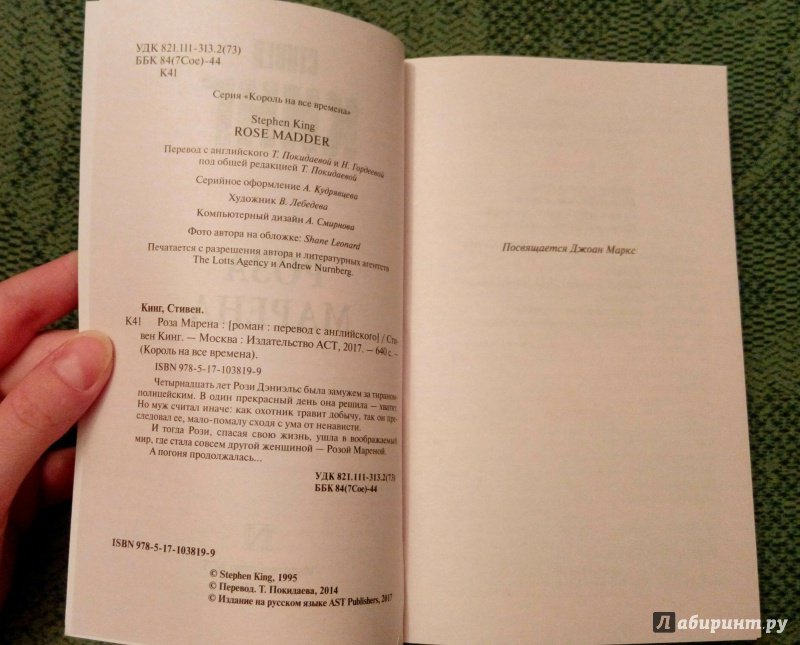 УДК 821.111-313.2(73)
ББК 84(7Сое)-44
К41
Серия «Король на все времена»
Stephen King
ROSE MADDER
Перевод с английского Т. Покидаевой и Н. Гордеевой
под общей редакцией Т. Покидаевой
Серийное оформление А. Кудрявцева
Художник В. Лебедева
Компьютерный дизайн А. Смирнова
Фото автора на обложке: Shane Leonard
Печатается с разрешения автора и литературных агентств
The Lotts Agency и Andrew Nurnberg.
Кинг, Стивен.
К41 Роза Марена : [роман : перевод с английского] / Сти-
вен Кинг. — Москва : Издательство АСТ, 2017. — 640 с. —
(Король на все времена).
ISBN 978-5-17-103819-9
Четырнадцать лет Рози Дэниэльс была замужем за тираном-
полицейским. В один прекрасный день она решила — хватит.
Но муж считал иначе: как охотник травит добычу, так он пре-
следовал ее, мало-помалу сходя с ума от ненависти.
И тогда Рози, спасая свою жизнь, ушла в воображаемый
мир, где стала совсем другой женщиной — Розой Мареной.
А погоня продолжалась...
УДК 821.111-313.2(73)
ББК 84(7Сое)-44
ISBN 978-5-17-103819-9
© Stephen King, 1995
© Перевод. Т. Покидаева, 2014
© Издание на русском языке AST Publishers, 2017
Посвящается Джоан Маркс
Лабиринт.ру